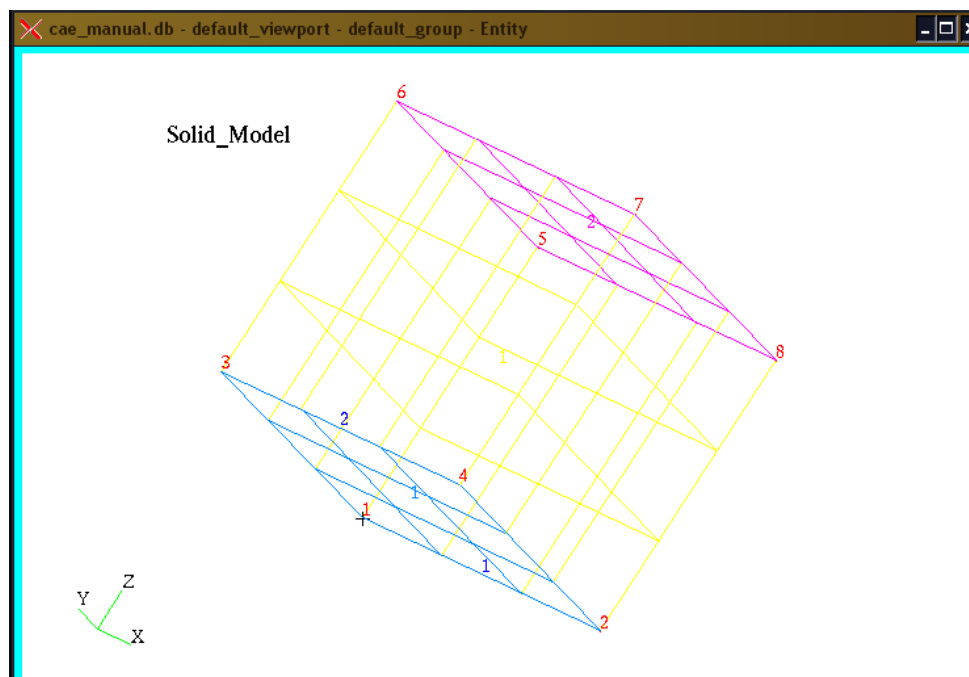 cae_manual.db - default_viewport - default_group - Entity
6
Solid_Model
7
2
5
8
1
3
2
4
1
1
1
2
Z
Y
X